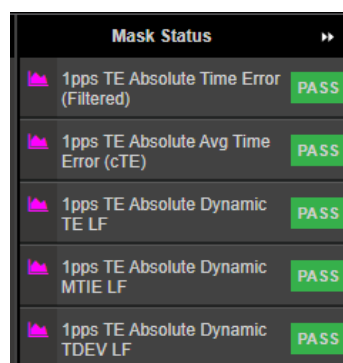 Mask Status
1pps TE Absolute Time Error
(Filtered)
PASS
1pps TE Absolute Avg Time
Error (cTE)
PASS
1pps TE Absolute Dynamic
TE LF
PASS
1pps TE Absolute Dynamic
MTIE LF
PASS
1pps TE Absolute Dynamic
TDEV LF
PASS